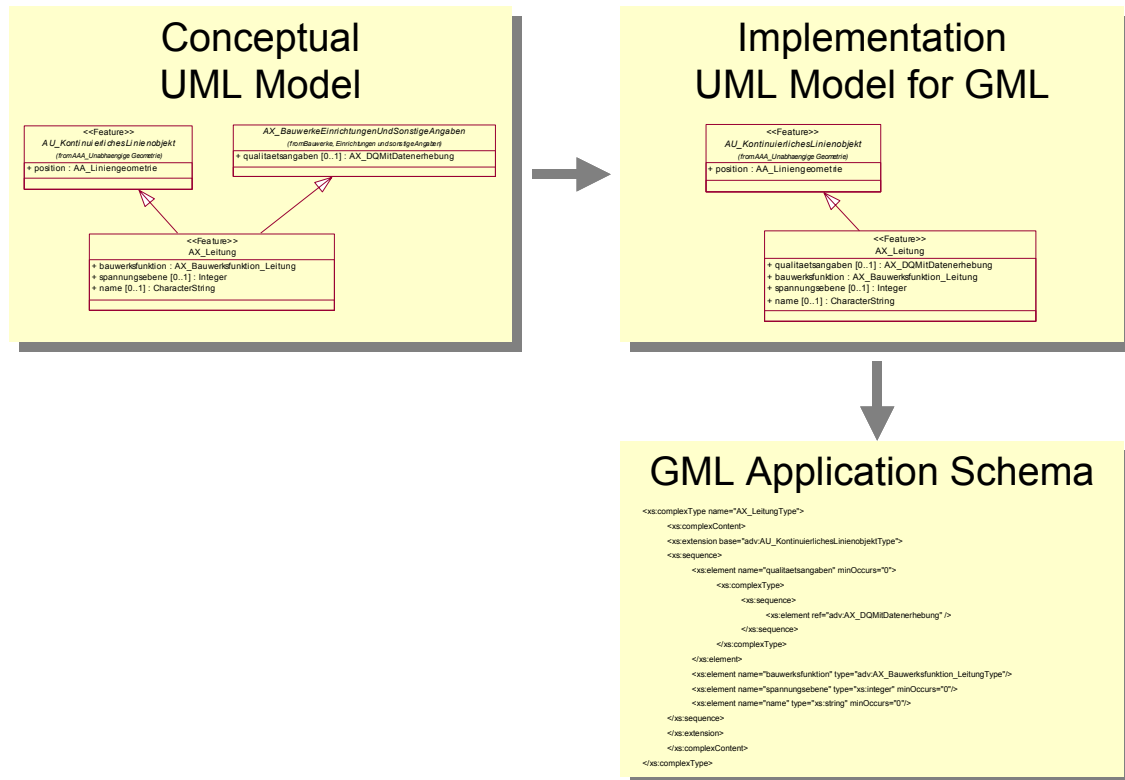 Conceptual
UML Model
<<Feature>>
AU_KontinuierlichesLinienobjekt
(fromAAA_Unabhaengige Geometrie)
+ position : AA_Liniengeometrie
AX_BauwerkeEinrichtungenUndSonstigeAngaben
(fromBauwerke, Einrichtungen undsonstigeAngaben)
+ qualitaetsangaben [0..1] : AX_DQMitDatenerhebung
<<Feature>>
AX_Leitung
+ bauwerksfunktion : AX_Bauwerksfunktion_Leitung
+ spannungsebene [0..1] : Integer
+ name [0..1] : CharacterString
Implementation
UML Model for GML
<<Feature>>
AU_KontinuierlichesLinienobjekt
(fromAAA_Unabhaengige Geometrie)
+ position : AA_Liniengeometrie
<<Feature>>
AX_Leitung
+ qualitaetsangaben [0..1] : AX_DQMitDatenerhebung
+ bauwerksfunktion : AX_Bauwerksfunktion_Leitung
+ spannungsebene [0..1] : Integer
+ name [0..1] : CharacterString
GML Application Schema
<xs:complexType name="AX_LeitungType">
<xs:complexContent>
<xs:extension base="adv:AU_KontinuierlichesLinienobjektType">
<xs:sequence>
<xs:element name="qualitaetsangaben" minOccurs="0">
<xs:complexType>
<xs:sequence>
<xs:element ref="adv:AX_DQMitDatenerhebung" />
</xs:sequence>
</xs:complexType>
</xs:element>
<xs:element name="bauwerksfunktion" type="adv:AX_Bauwerksfunktion_LeitungType"/>
<xs:element name="spannungsebene" type="xs:integer" minOccurs="0"/>
<xs:element name="name" type="xs:string" minOccurs="0"/>
</xs:sequence>
</xs:extension>
</xs:complexContent>
</xs:complexType>